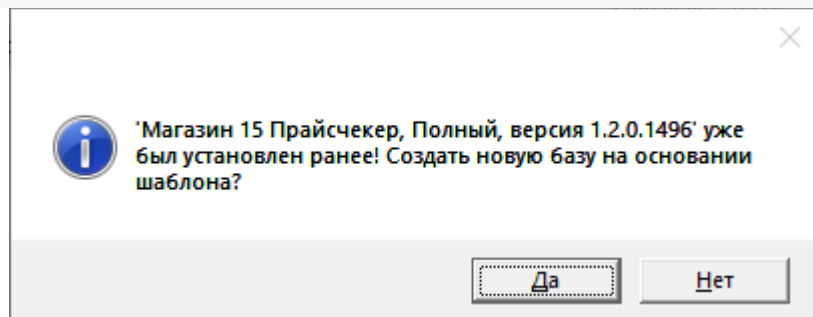 'Магазин 15 Прайсчекер, Полный, версия 1.2.0.1496' уже
был установлен ранее! Создать новую базу на основании
шаблона?
Да
Нет